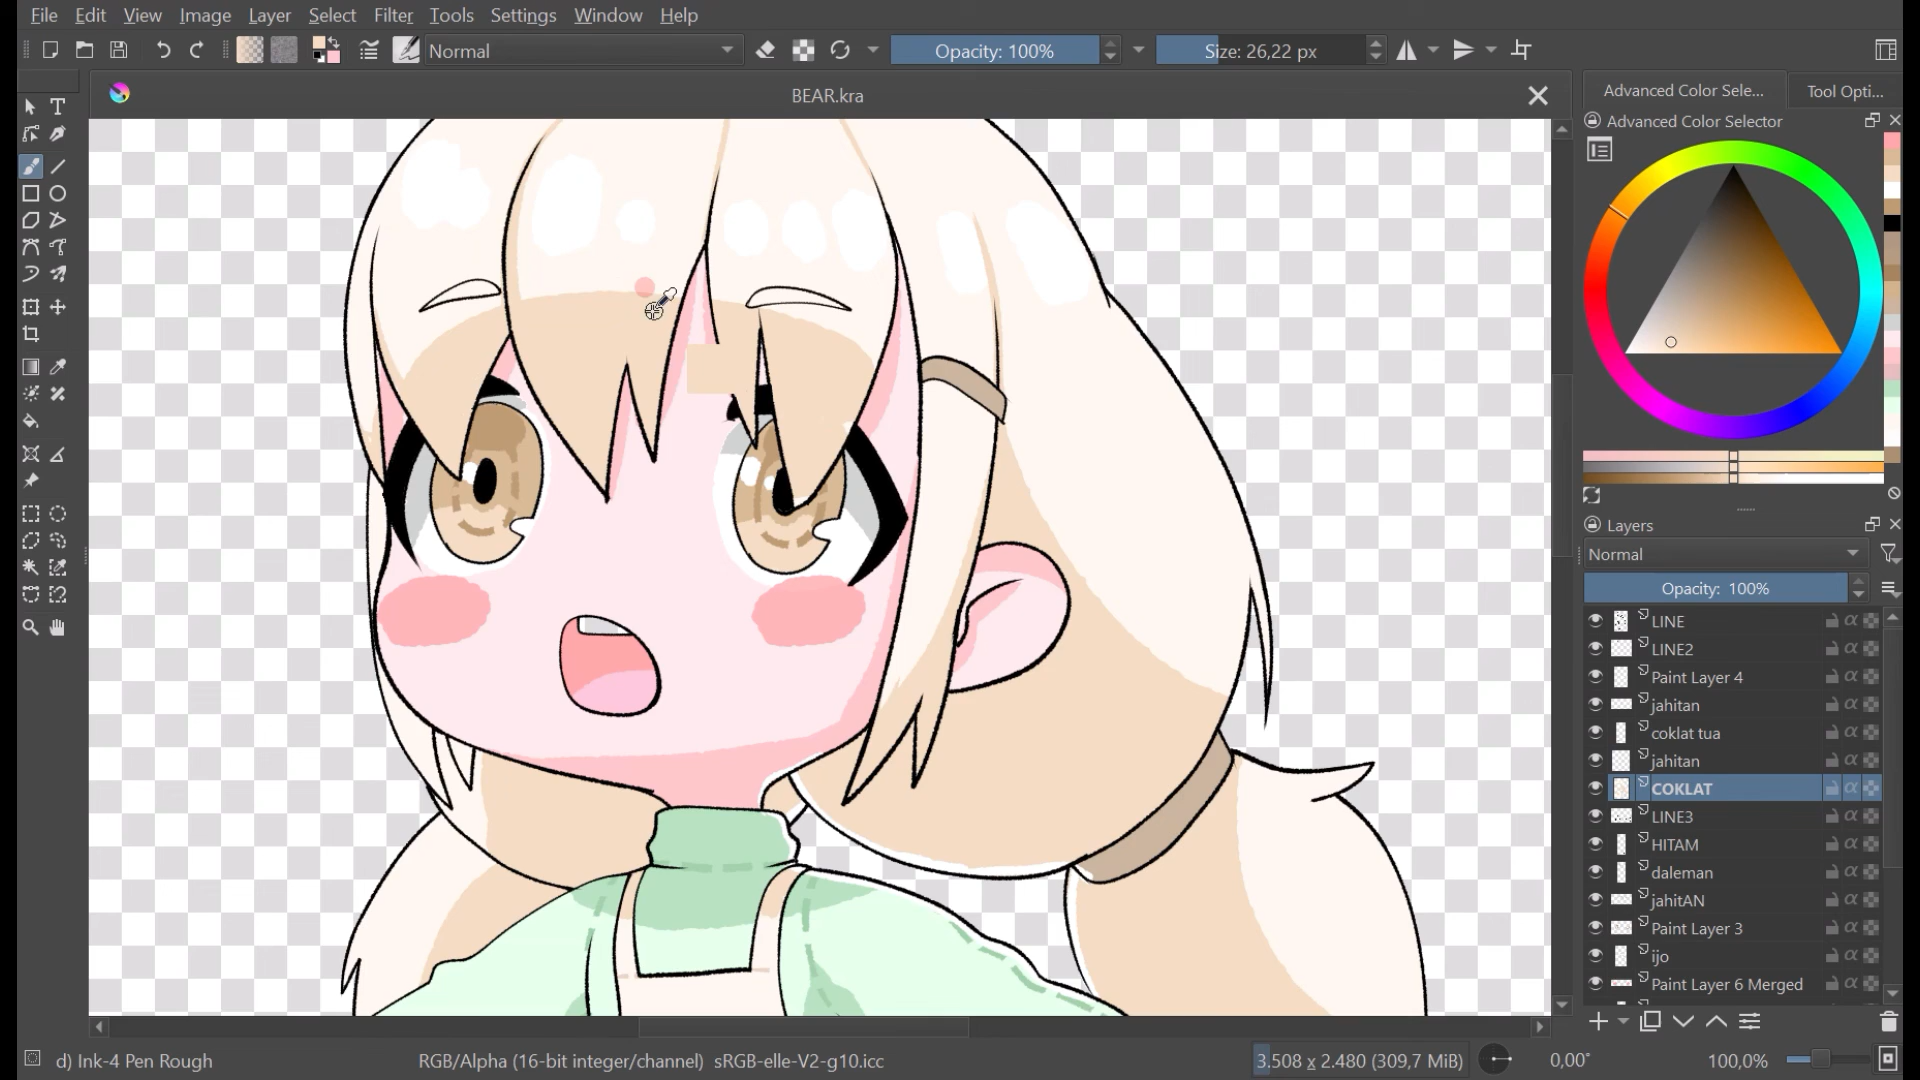 File Edit View Image Layer Select Filter Tools Settings Window Help
Normal
Opacity: 100%
Size: 26,22 px
BEAR.kra
Advanced Color Sele...
Tool Opti...
Advanced Color Selector
Layers
Normal
Opacity: 100%
LINE
LINE2
Paint Layer 4
jahitan
coklat tua
jahitan
COKLAT
LINE3
HITAM
daleman
jahitAN
Paint Layer 3
ijo
Paint Layer 6 Merged
d) Ink-4 Pen Rough
RGB/Alpha (16-bit integer/channel) sRGB-elle-V2-g10.icc
3.508 x 2.480 (309,7 MiB)
0,00°
100,0%